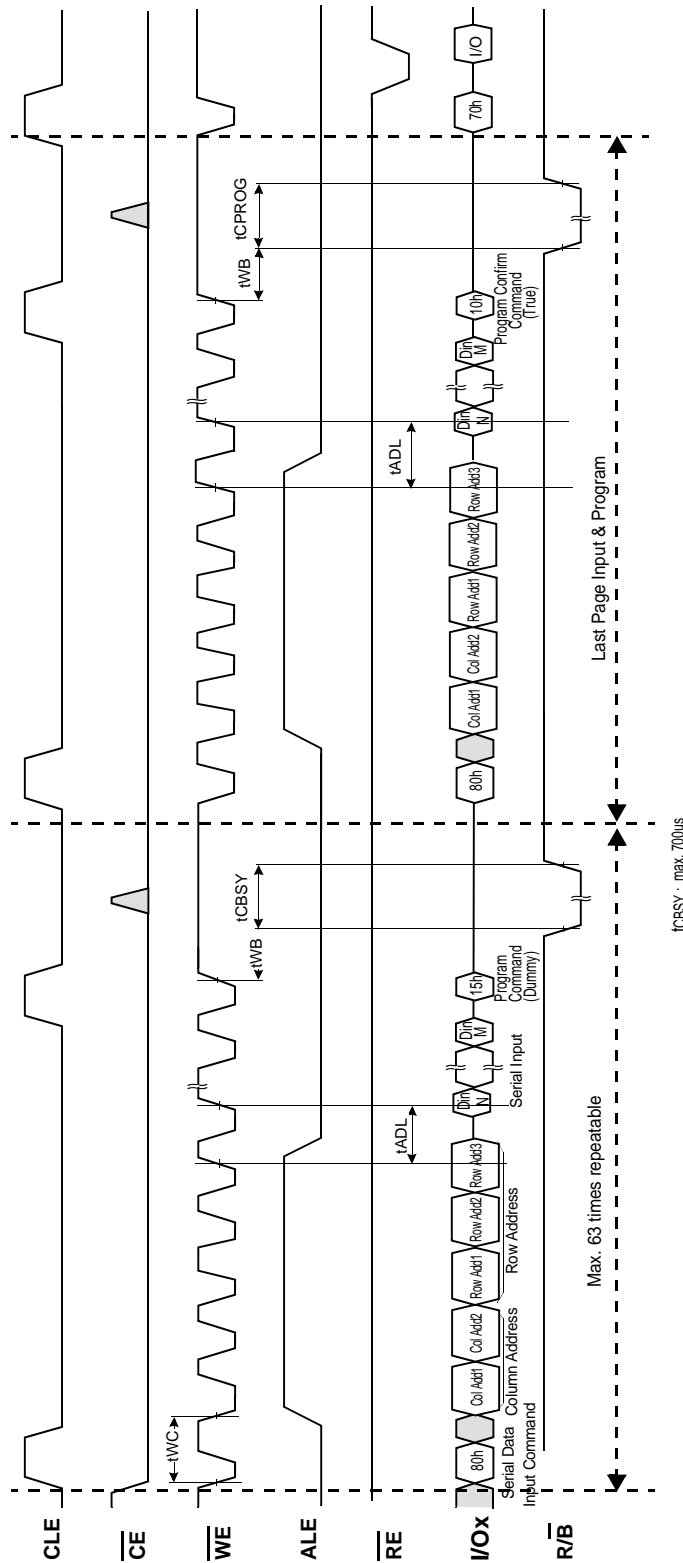 CLE
CE
WE
ALE
RE
I/Ox
R/B
tWC
tADL
tWB
tCBSY
tADL
tWB
tCPROG
80h
Col Add1
Col Add2
Row Add1
Row Add2
Row Add3
Din
N
Din
M
15h
80h
Col Add1
Col Add2
Row Add1
Row Add2
Row Add3
Din
N
Din
M
10h
70h
I/O
Serial Data
Input Command
Column Address
Row Address
Serial Input
Program
Command
(Dummy)
Program Confirm
Command
(True)
Max. 63 times repeatable
Last Page Input & Program
tCBSY : max. 700us